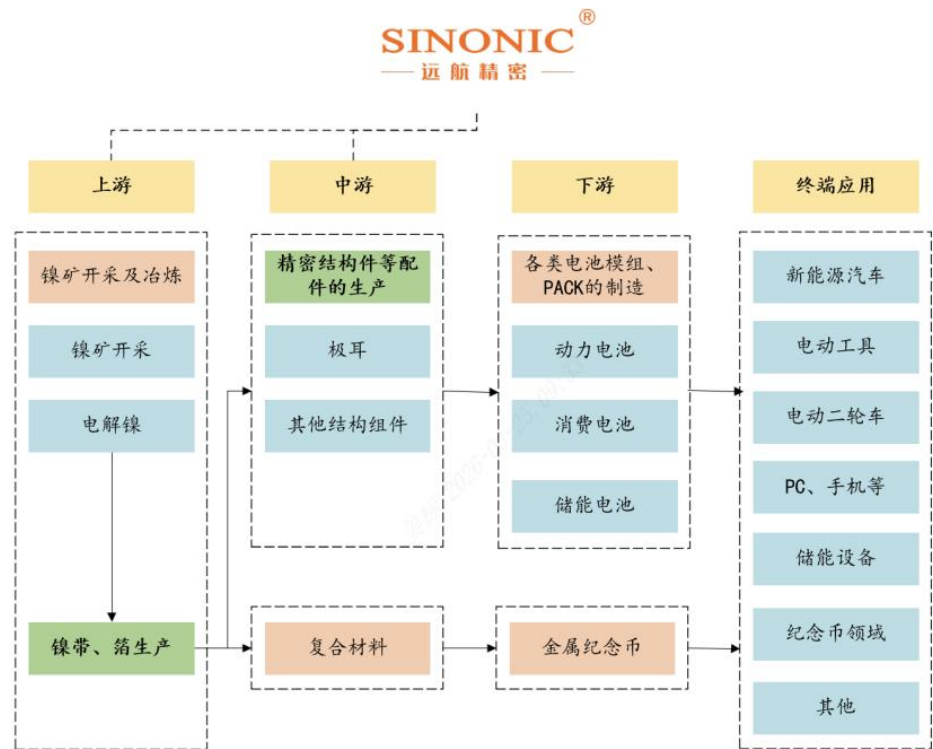 SINONIC®
远航精密
上游
中游
下游
终端应用
镍矿开采及冶炼
镍矿开采
电解镍
镍带、箔生产
精密结构件等配
件的生产
极耳
其他结构组件
复合材料
各类电池模组、
PACK的制造
动力电池
消费电池
储能电池
金属纪念币
新能源汽车
电动工具
电动二轮车
PC、手机等
储能设备
纪念币领域
其他